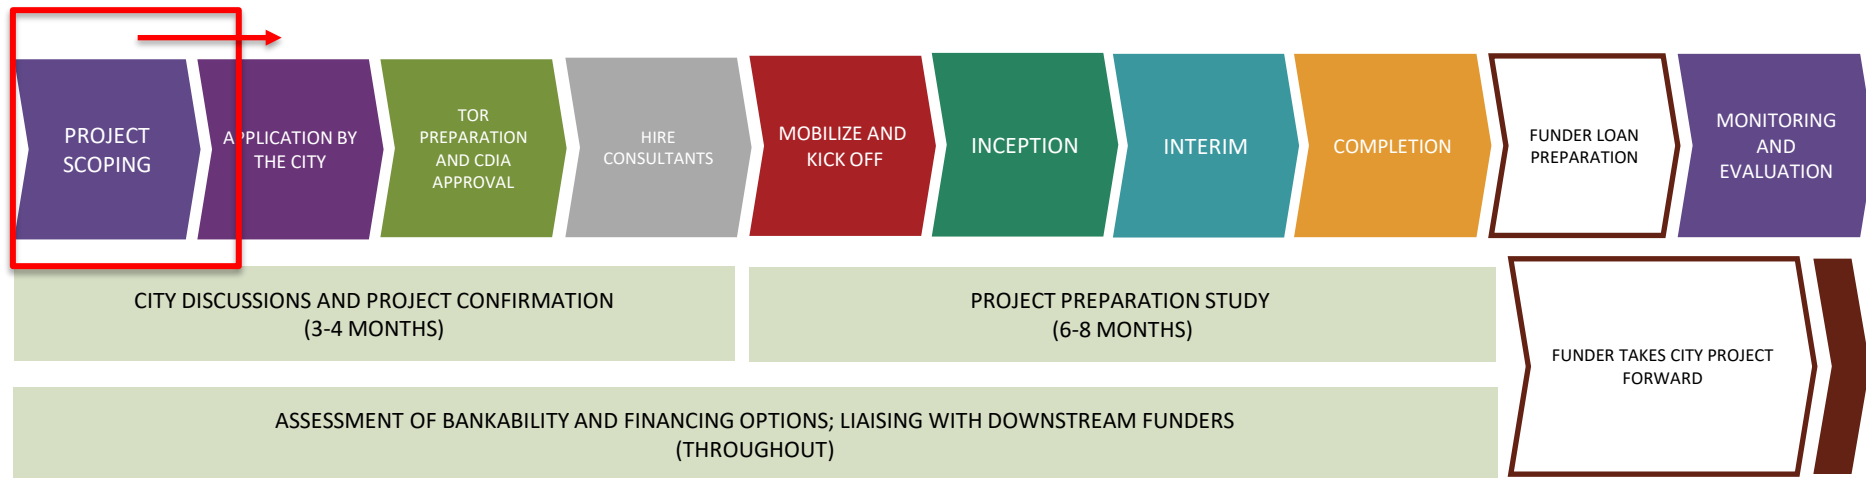 PROJECT
SCOPING
APPLICATION BY
THE CITY
TOR
PREPARATION
AND CDIA
APPROVAL
HIRE
CONSULTANTS
MOBILIZE AND
KICK OFF
INCEPTION
INTERIM
COMPLETION
FUNDER LOAN
PREPARATION
MONITORING
AND
EVALUATION
CITY DISCUSSIONS AND PROJECT CONFIRMATION
(3-4 MONTHS)
PROJECT PREPARATION STUDY
(6-8 MONTHS)
FUNDER TAKES CITY PROJECT
FORWARD
ASSESSMENT OF BANKABILITY AND FINANCING OPTIONS; LIAISING WITH DOWNSTREAM FUNDERS
(THROUGHOUT)